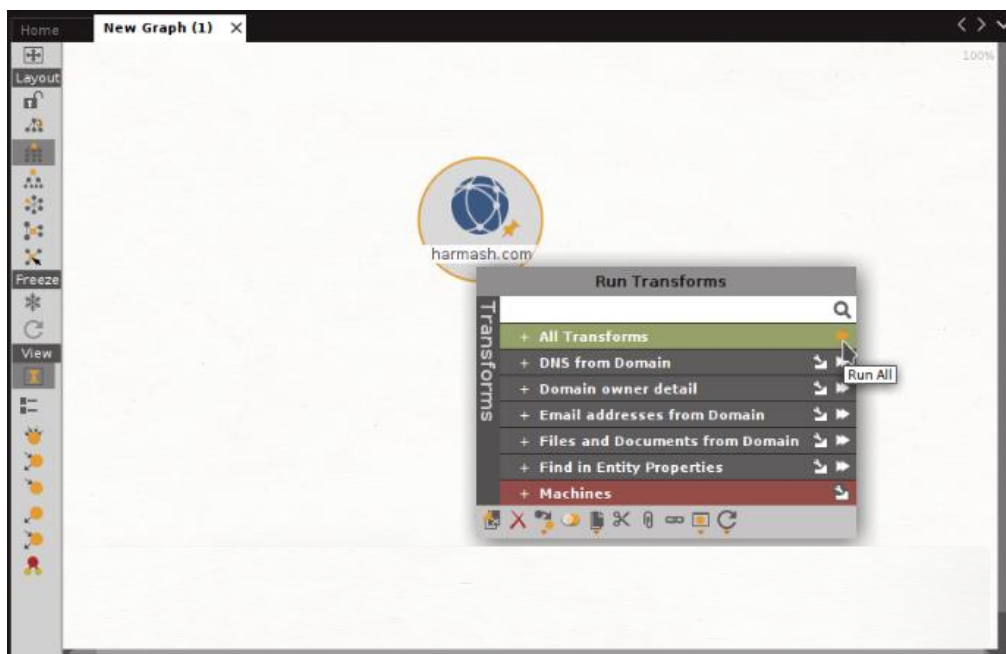 Home
New Graph (1) X
100%
Layout
harmash.com
Freeze
View
Run Transforms
Transforms
+ All Transforms
Run All
+ DNS from Domain
+ Domain owner detail
+ Email addresses from Domain
+ Files and Documents from Domain
+ Find in Entity Properties
+ Machines